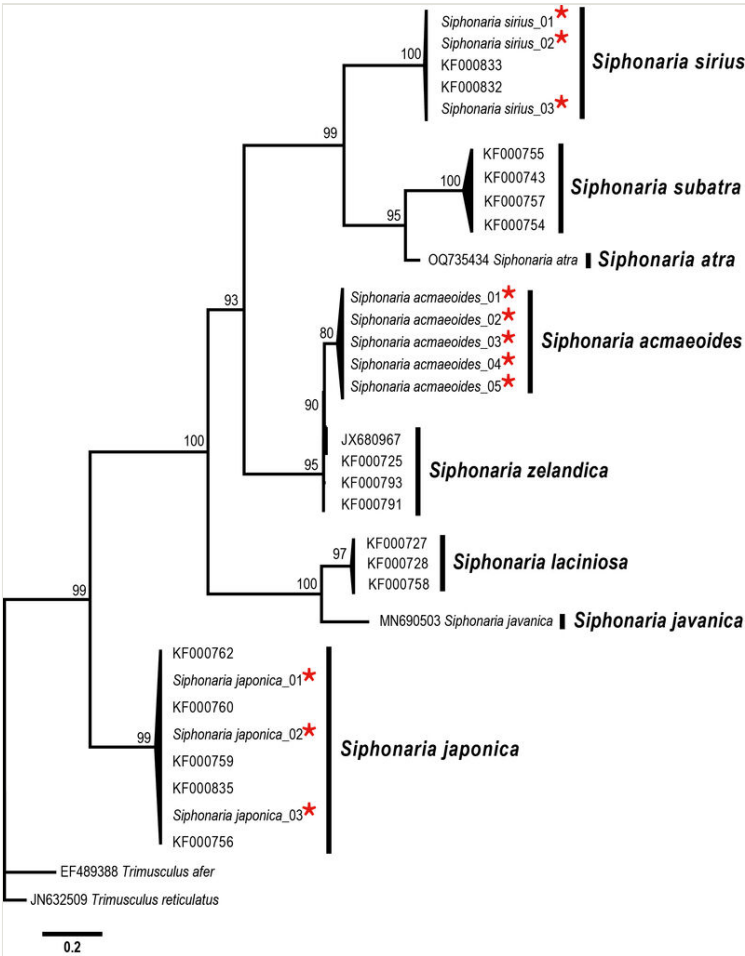 Siphonaria sirius_01*
100
Siphonaria sirius_02*
KF000833
KF000832
Siphonaria sirius_03*
Siphonaria sirius
99
KF000755
100
KF000743
KF000757
KF000754
Siphonaria subatra
95
OQ735434 Siphonaria atra
Siphonaria atra
93
Siphonaria acmaeoides_01*
Siphonaria acmaeoides_02*
80
Siphonaria acmaeoides_03*
Siphonaria acmaeoides_04*
Siphonaria acmaeoides_05*
Siphonaria acmaeoides
90
100
JX680967
95
KF000725
KF000793
KF000791
Siphonaria zelandica
KF000727
97
KF000728
KF000758
Siphonaria laciniosa
100
99
MN690503 Siphonaria javanica
Siphonaria javanica
KF000762
Siphonaria japonica_01*
KF000760
99
Siphonaria japonica_02*
KF000759
KF000835
Siphonaria japonica_03*
KF000756
Siphonaria japonica
EF489388 Trimusculus afer
JN632509 Trimusculus reticulatus
0.2